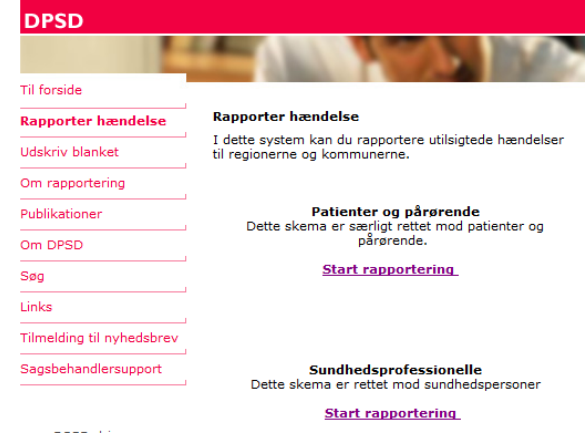 DPSD
Til forside
Rapporter hændelse
Udskriv blanket
Om rapportering
Publikationer
Om DPSD
Søg
Links
Tilmelding til nyhedsbrev
Sagsbehandlersupport
Rapporter hændelse
I dette system kan du rapportere utilsigtede hændelser
til regionerne og kommunerne.
Patienter og pårørende
Dette skema er særligt rettet mod patienter og
pårørende.
Start rapportering
Sundhedsprofessionelle
Dette skema er rettet mod sundhedspersoner
Start rapportering